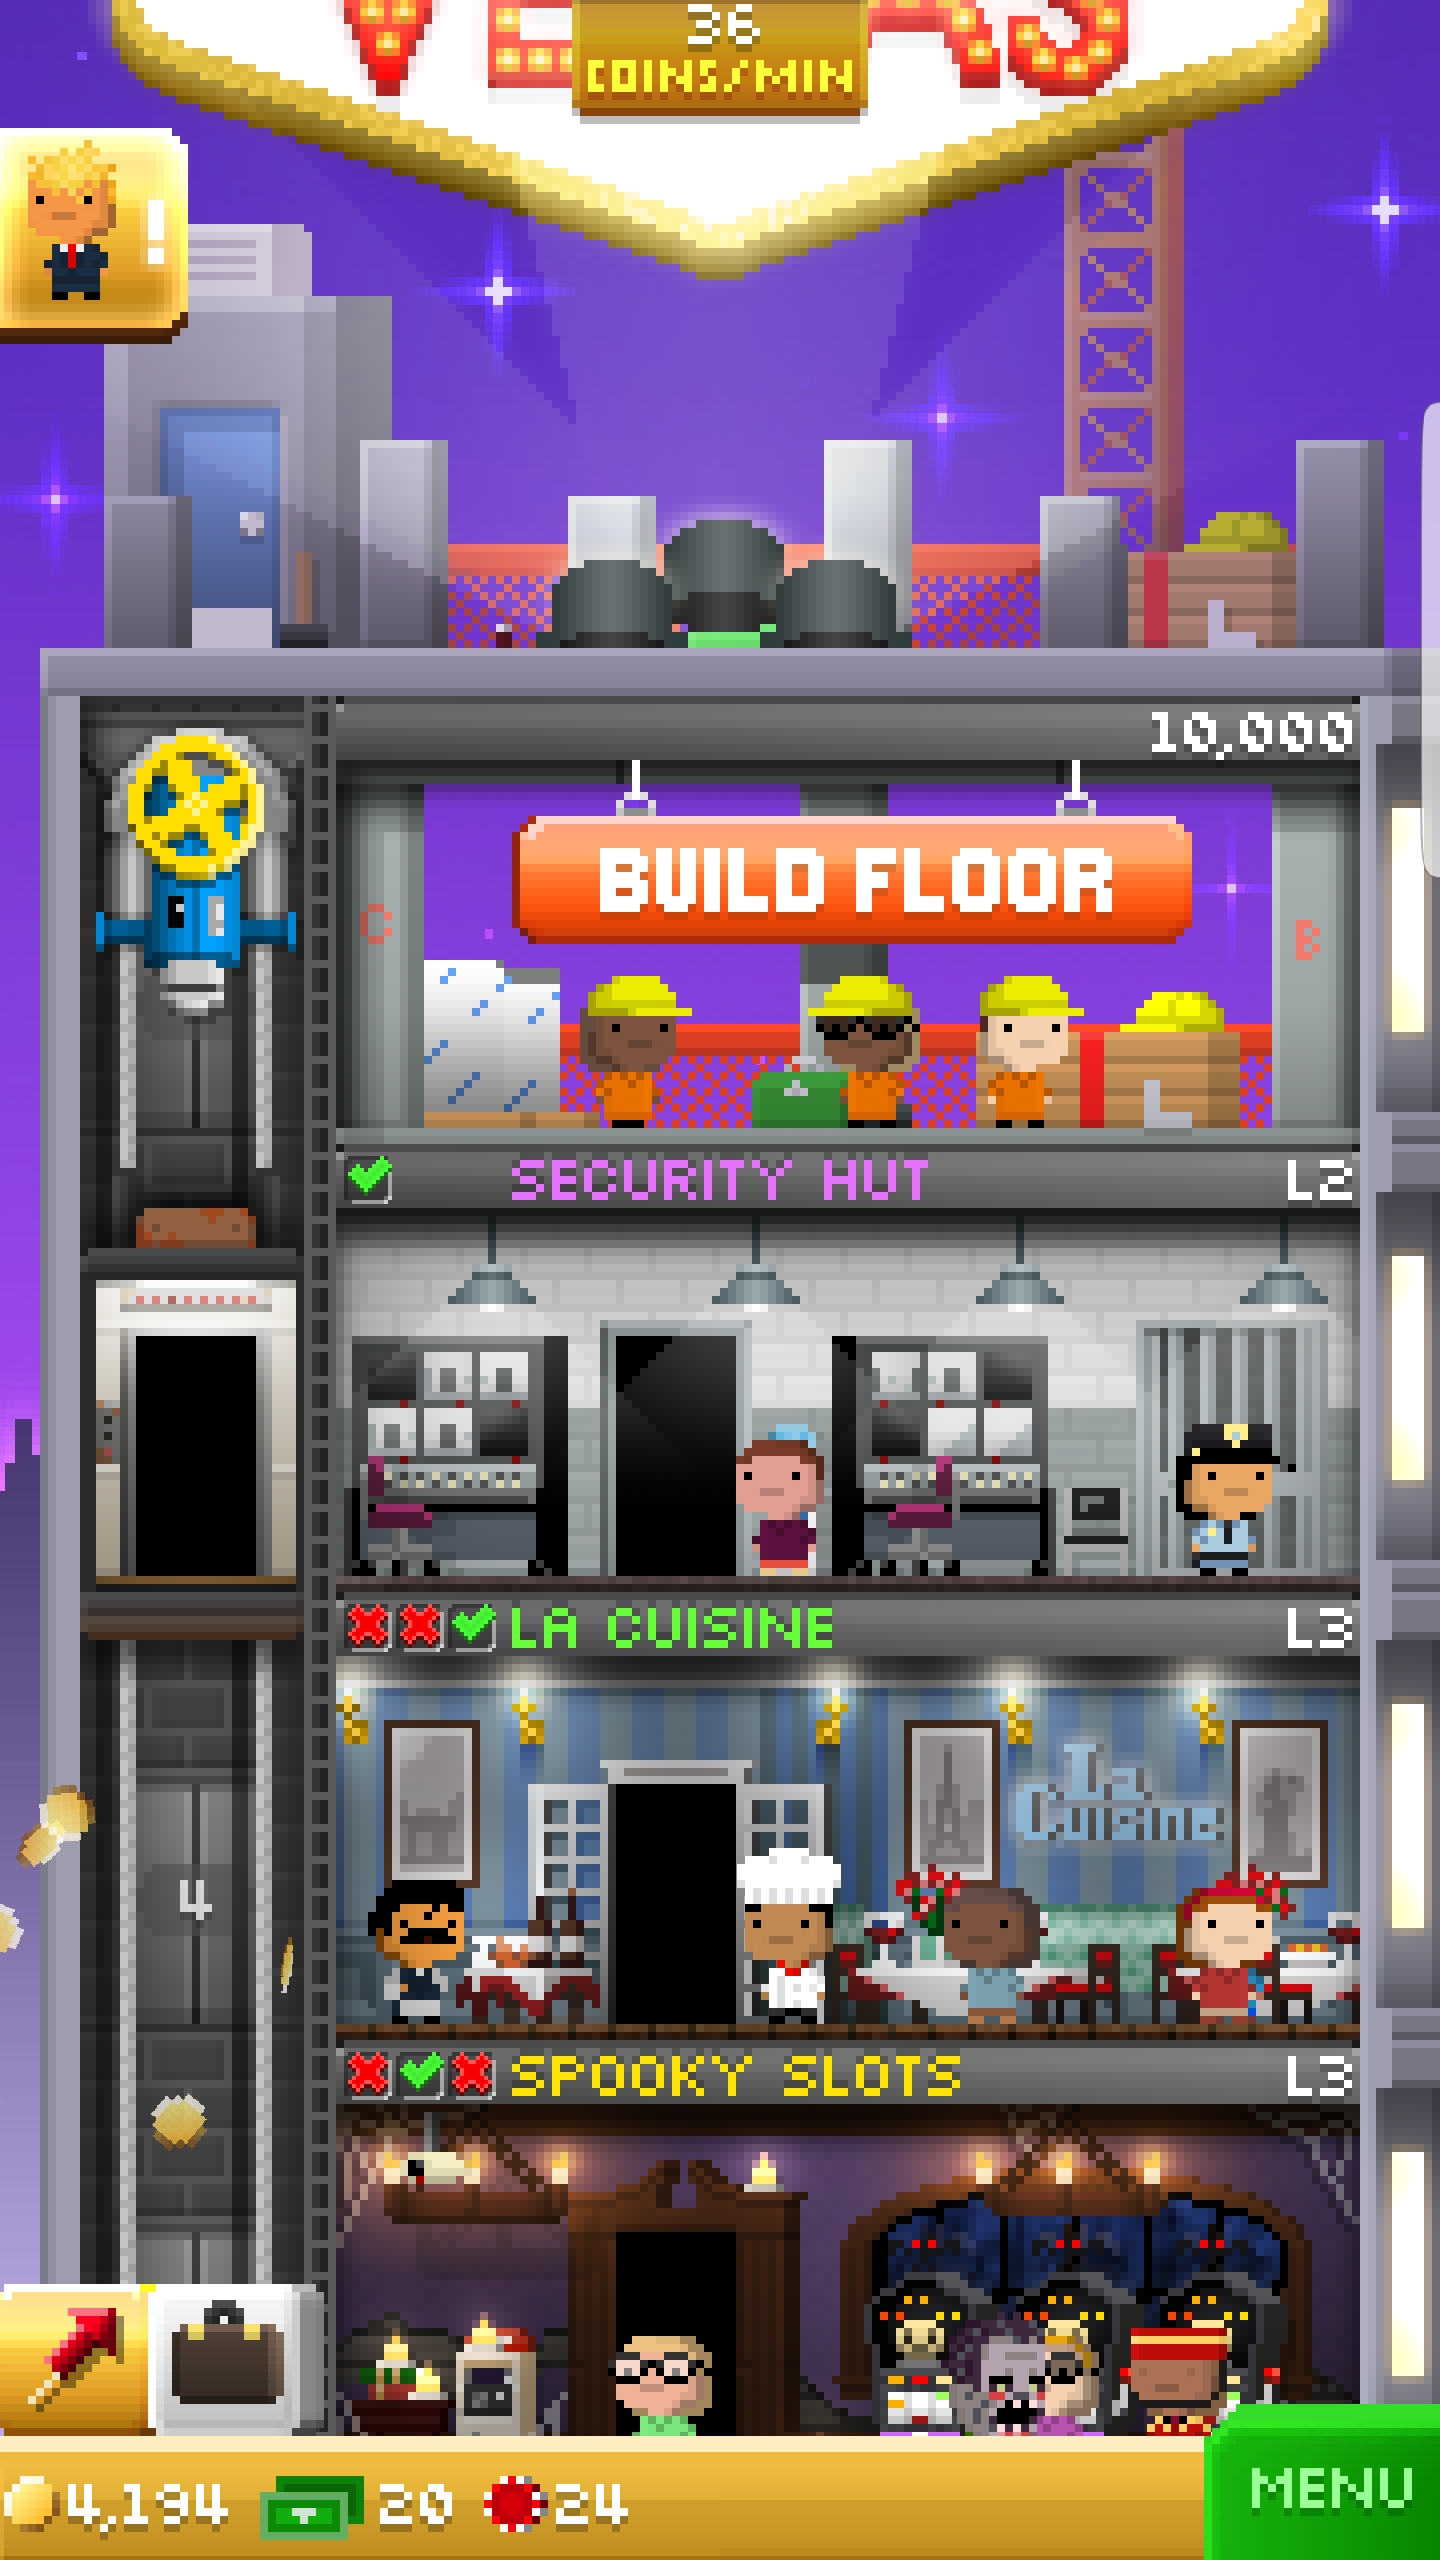 36
COINS/MIN
!
10,000
BUILD FLOOR
C
B
SECURITY HUT
L2
LA CUISINE
L3
La
Cuisine
4
SPOOKY SLOTS
L3
4,194
20
24
MENU